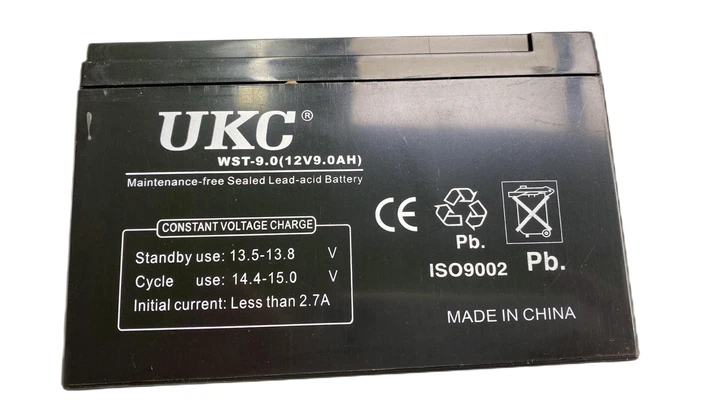 UKC®
WST-9.0(12V9.0AH)
Maintenance-free Sealed Lead-acid Battery
CONSTANT VOLTAGE CHARGE
Standby use: 13.5-13.8 V
Cycle use: 14.4-15.0 V
Initial current: Less than 2.7A
CE
Pb.
ISO9002
Pb.
MADE IN CHINA